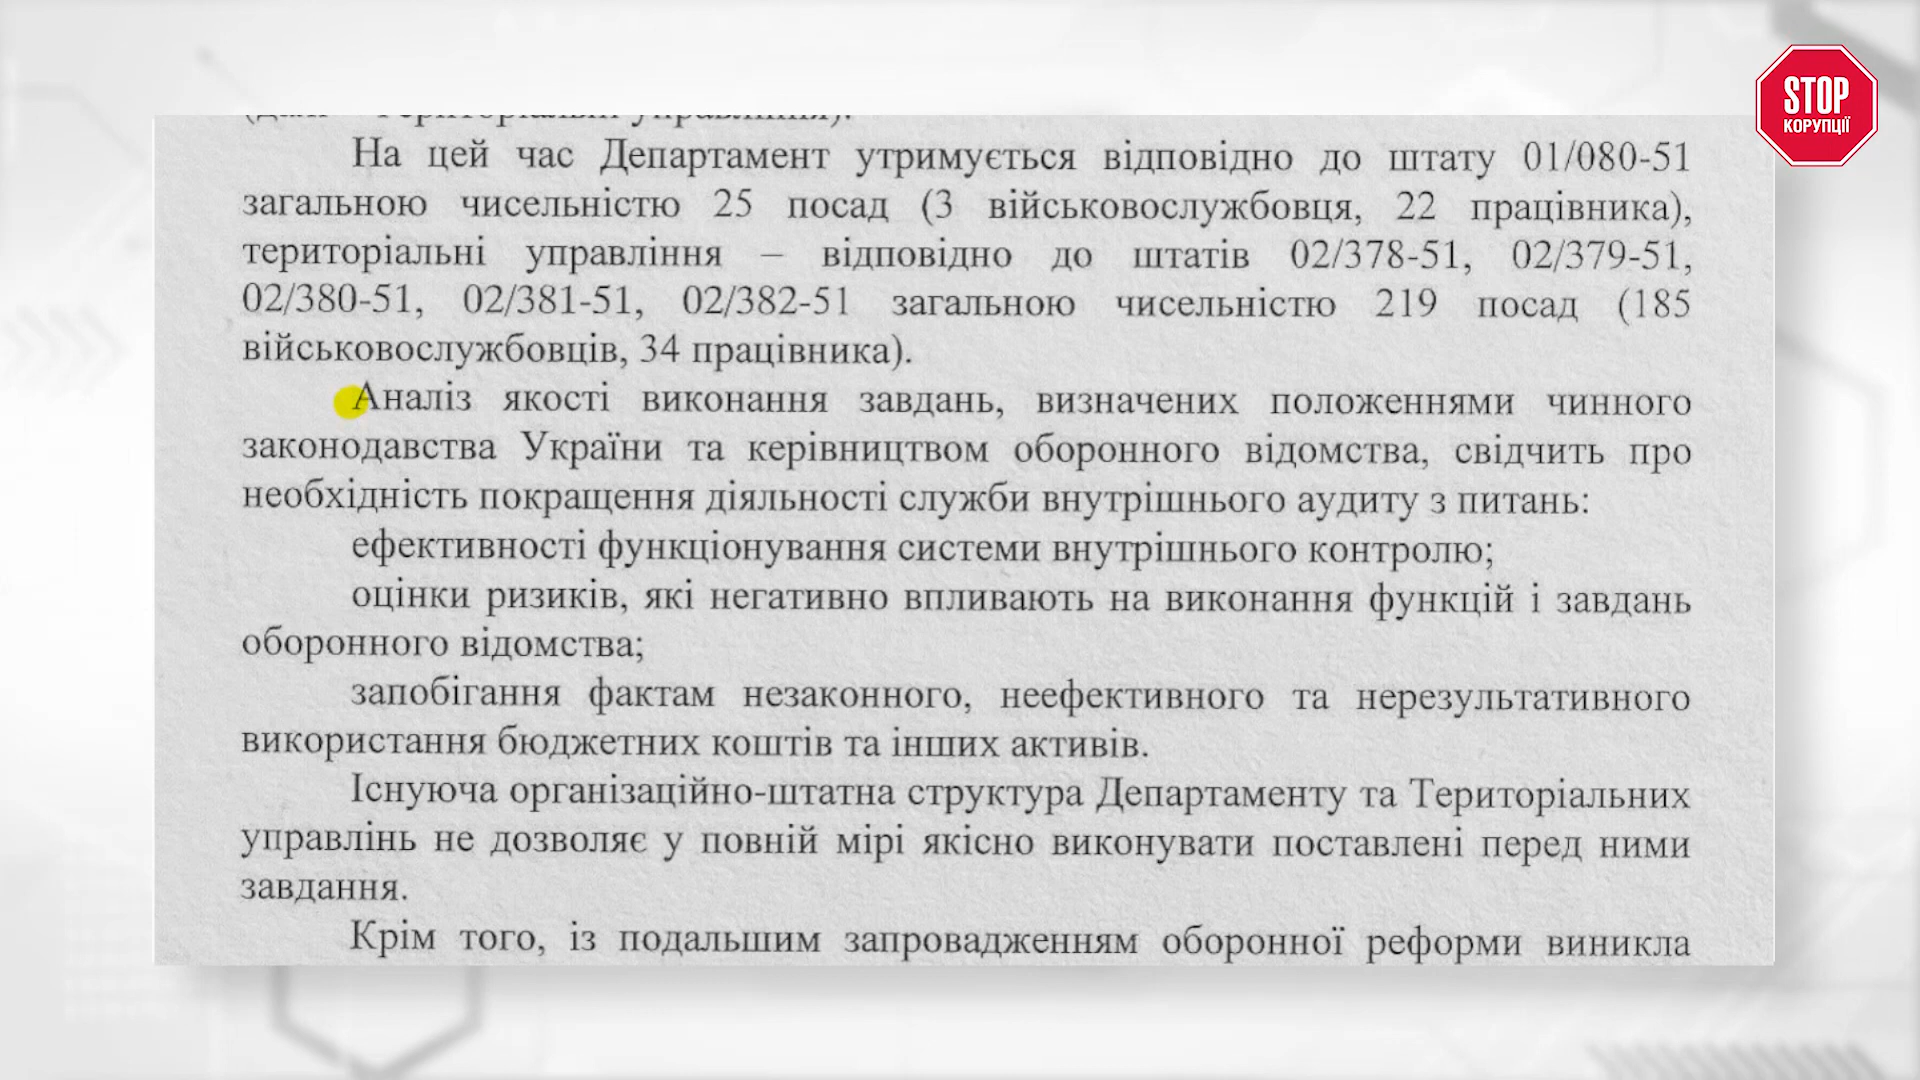 STOP
КОРУПЦІЇ
На цей час Департамент утримується відповідно до штату 01/080-51
загальною чисельністю 25 посад (3 військовослужбовця, 22 працівника),
територіальні управління – відповідно до штатів 02/378-51, 02/379-51,
02/380-51, 02/381-51, 02/382-51 загальною чисельністю 219 посад (185
військовослужбовців, 34 працівника).
Аналіз якості виконання завдань, визначених положеннями чинного
законодавства України та керівництвом оборонного відомства, свідчить про
необхідність покращення діяльності служби внутрішнього аудиту з питань:
ефективності функціонування системи внутрішнього контролю;
оцінки ризиків, які негативно впливають на виконання функцій і завдань
оборонного відомства;
запобігання фактам незаконного, неефективного та нерезультативного
використання бюджетних коштів та інших активів.
Існуюча організаційно-штатна структура Департаменту та Територіальних
управлінь не дозволяє у повній мірі якісно виконувати поставлені перед ними
завдання.
Крім того, із подальшим запровадженням оборонної реформи виникла